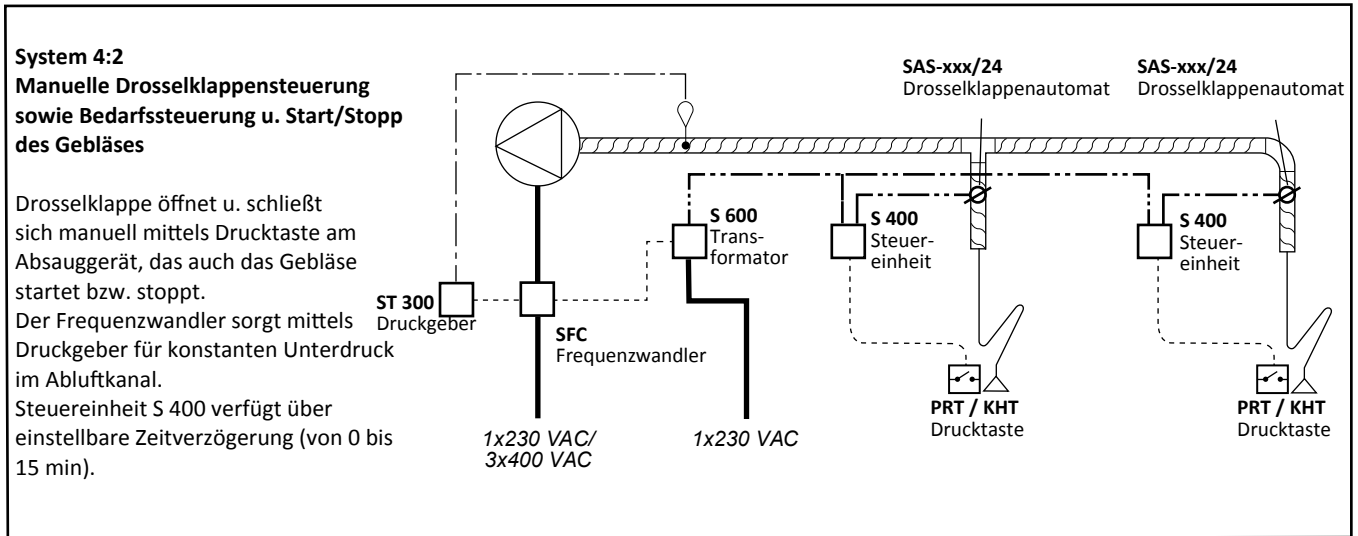 System 4:2
Manuelle Drosselklappensteuerung
sowie Bedarfssteuerung u. Start/Stopp
des Gebläses
Drosselklappe öffnet u. schließt
sich manuell mittels Drucktaste am
Absauggerät, das auch das Gebläse
startet bzw. stoppt.
Der Frequenzwandler sorgt mittels
Druckgeber für konstanten Unterdruck
im Abluftkanal.
Steuereinheit S 400 verfügt über
einstellbare Zeitverzögerung (von 0 bis
15 min).
SAS-xxx/24
Drosselklappenautomat
SAS-xxx/24
Drosselklappenautomat
S 600
Trans-
formator
S 400
Steuer-
einheit
S 400
Steuer-
einheit
ST 300
Druckgeber
SFC
Frequenzwandler
PRT / KHT
Drucktaste
PRT / KHT
Drucktaste
1x230 VAC/
3x400 VAC
1x230 VAC